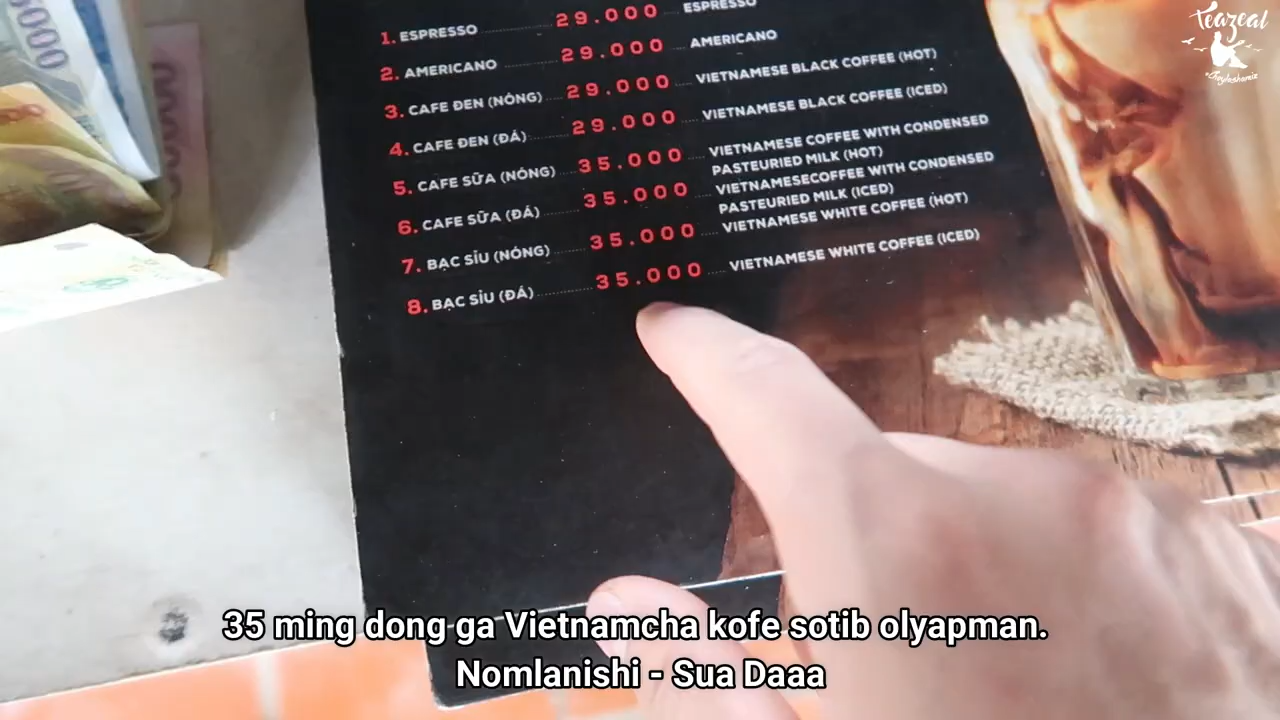 Teazeal
5000
1. ESPRESSO ........ 29.000 ..... ESPRESSO
2. AMERICANO ........ 29.000 ..... AMERICANO
3. CAFE ĐEN (NÓNG) ..... 29.000 ..... VIETNAMESE BLACK COFFEE (HOT)
4. CAFE ĐEN (ĐÁ) ........ 29.000 ..... VIETNAMESE BLACK COFFEE (ICED)
5. CAFE SỮA (NÓNG) .... 35.000 ..... VIETNAMESE COFFEE WITH CONDENSED
PASTEURIED MILK (HOT)
6. CAFE SỮA (ĐÁ) ........ 35.000 ..... VIETNAMESECOFFEE WITH CONDENSED
PASTEURIED MILK (ICED)
7. BẠC SỈU (NÓNG) ....... 35.000 ..... VIETNAMESE WHITE COFFEE (HOT)
8. BẠC SỈU (ĐÁ) ........... 35.000 ..... VIETNAMESE WHITE COFFEE (ICED)
35 ming dong ga Vietnamcha kofe sotib olyapman.
Nomlanishi - Sua Daaa